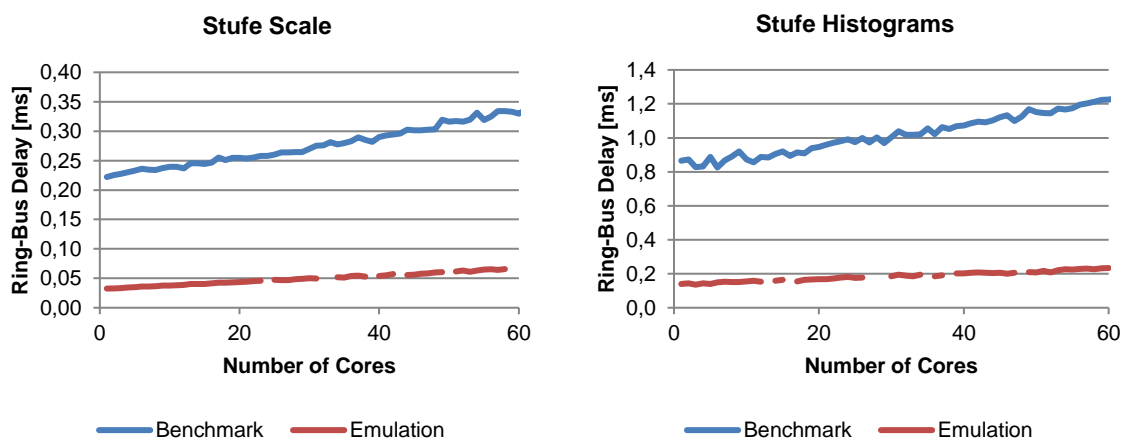 Stufe Scale
Ring-Bus Delay [ms]
0,40
0,35
0,30
0,25
0,20
0,15
0,10
0,05
0,00
0 20 40 60
Number of Cores
Benchmark Emulation
Stufe Histograms
Ring-Bus Delay [ms]
1,4
1,2
1,0
0,8
0,6
0,4
0,2
0,0
0 20 40 60
Number of Cores
Benchmark Emulation